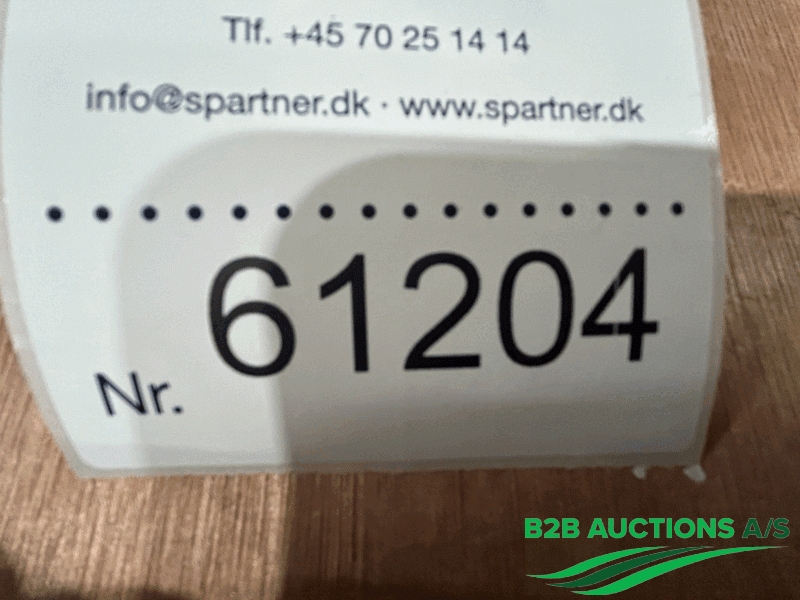 Tlf. +45 70 25 14 14
info@spartner.dk · www.spartner.dk
Nr. 61204
B2B AUCTIONS A/S